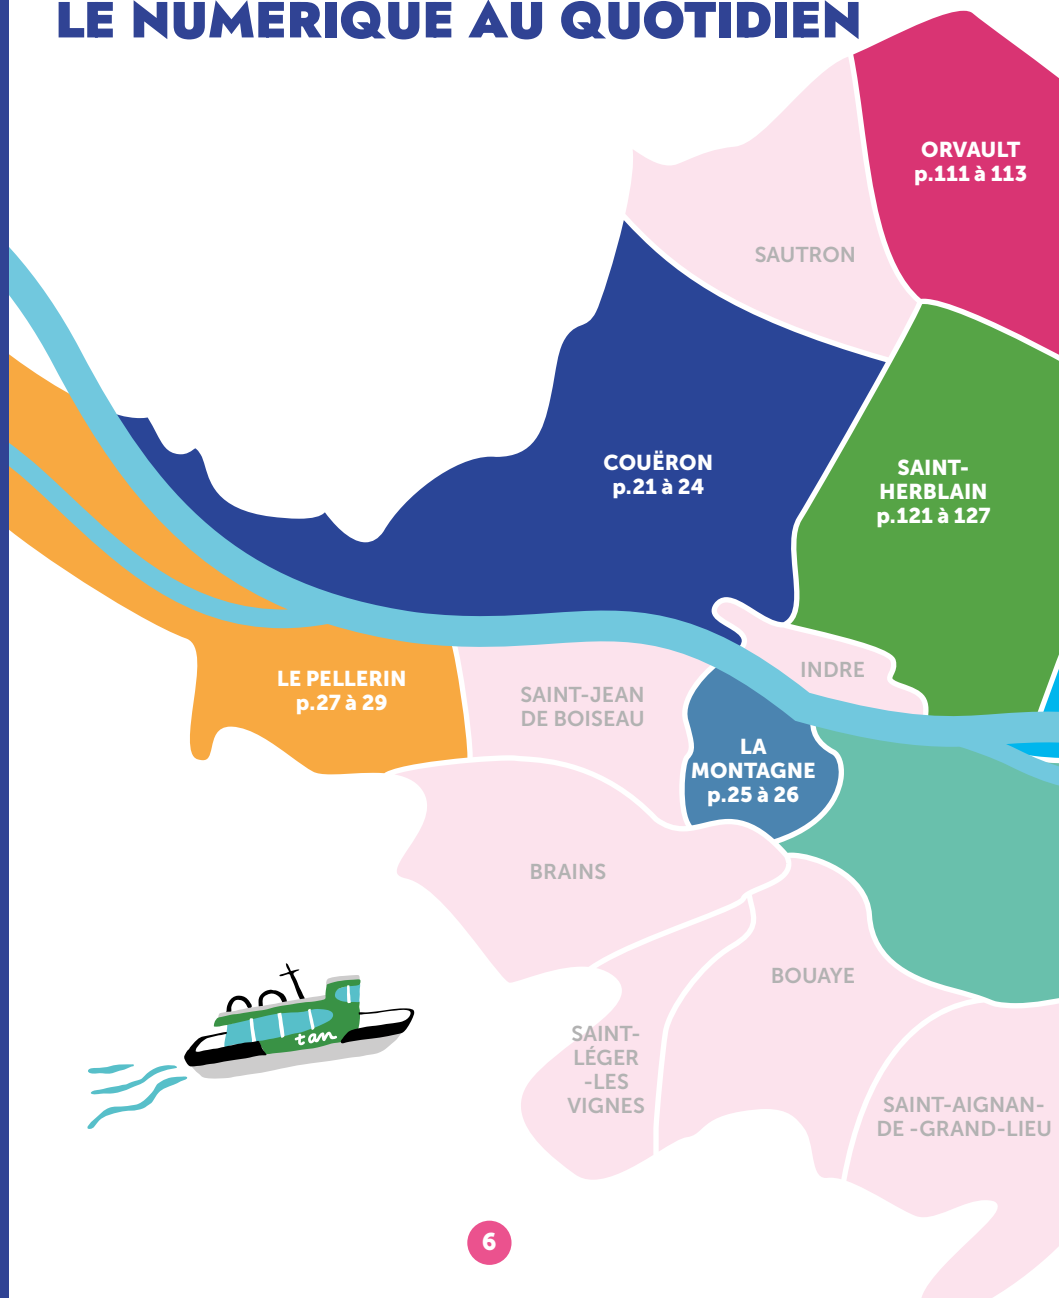 LE NUMÉRIQUE AU QUOTIDIEN
ORVAULT
p.111 à 113
SAUTRON
COUËRON
p.21 à 24
SAINT-
HERBLAIN
p.121 à 127
INDRE
LE PELLERIN
p.27 à 29
SAINT-JEAN
DE BOISEAU
LA
MONTAGNE
p.25 à 26
BRAINS
BOUAYE
SAINT-
LÉGER
-LES
VIGNES
SAINT-AIGNAN-
DE -GRAND-LIEU
tan
6